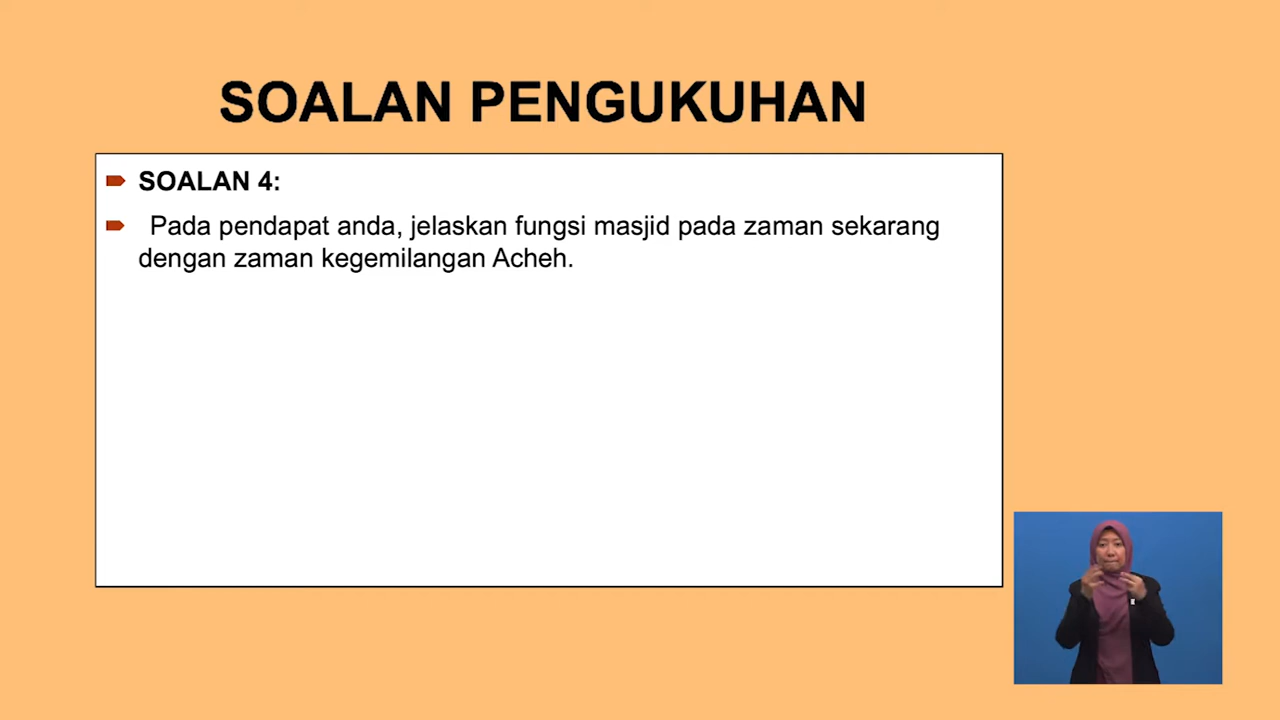 SOALAN PENGUKUHAN
SOALAN 4:
Pada pendapat anda, jelaskan fungsi masjid pada zaman sekarang
dengan zaman kegemilangan Acheh.